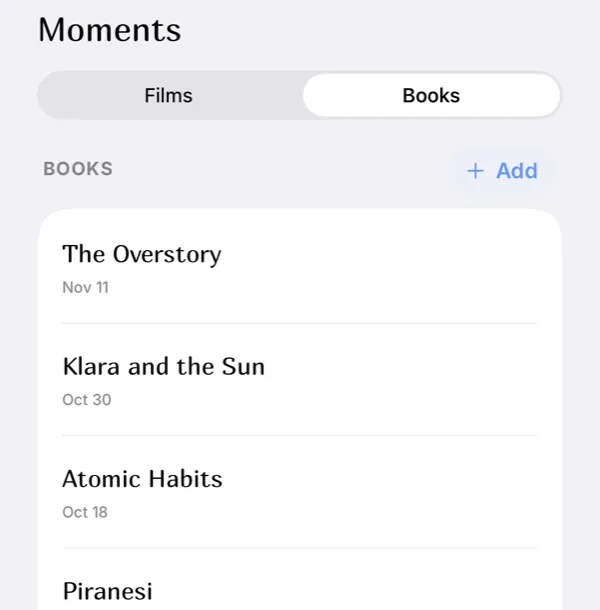 Moments
Films
Books
BOOKS
+ Add
The Overstory
Nov 11
Klara and the Sun
Oct 30
Atomic Habits
Oct 18
Piranesi